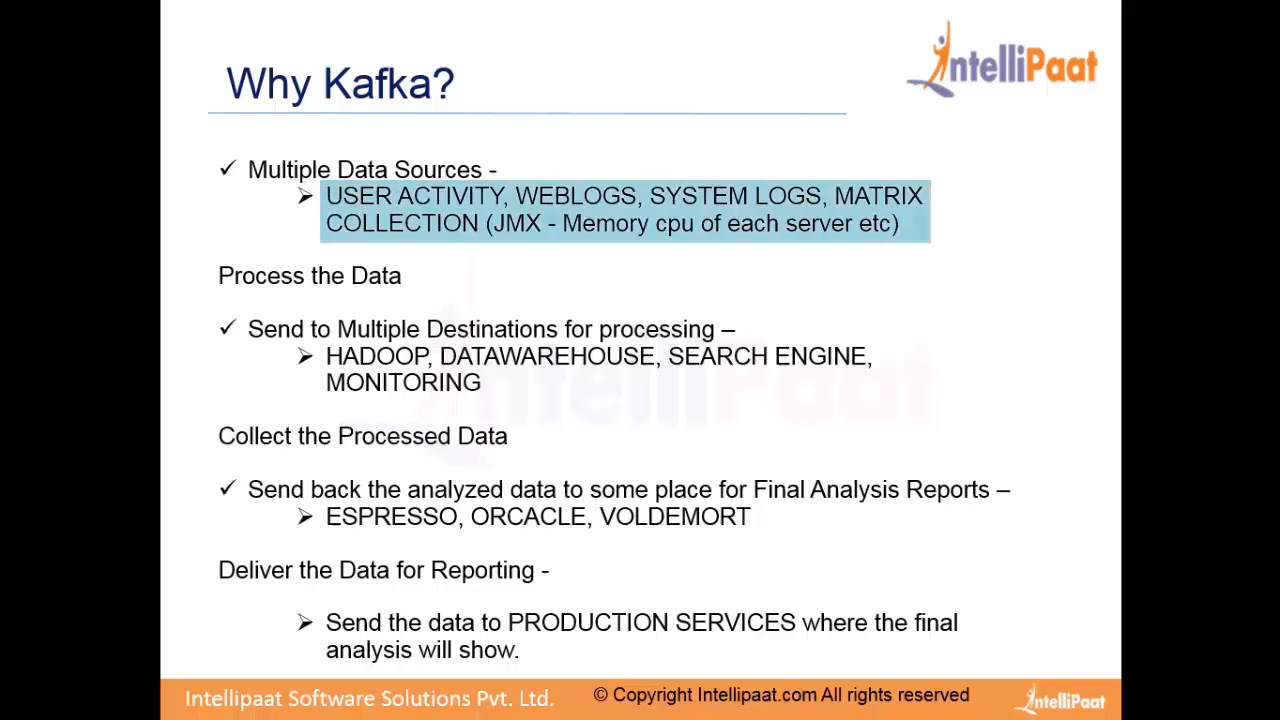 IntelliPaat
Why Kafka?
✓ Multiple Data Sources -
➢ USER ACTIVITY, WEBLOGS, SYSTEM LOGS, MATRIX
COLLECTION (JMX - Memory cpu of each server etc)
Process the Data
✓ Send to Multiple Destinations for processing –
➢ HADOOP, DATAWAREHOUSE, SEARCH ENGINE,
MONITORING
IntelliPaat
Collect the Processed Data
✓ Send back the analyzed data to some place for Final Analysis Reports –
➢ ESPRESSO, ORCACLE, VOLDEMORT
Deliver the Data for Reporting -
➢ Send the data to PRODUCTION SERVICES where the final
analysis will show.
Intellipaat Software Solutions Pvt. Ltd. © Copyright Intellipaat.com All rights reserved IntelliPaat